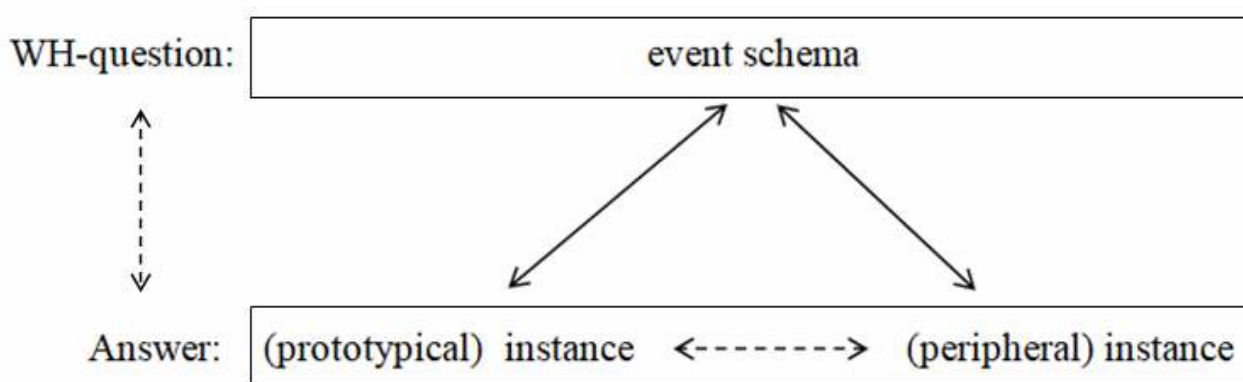 WH-question: event schema
Answer: (prototypical) instance (peripheral) instance